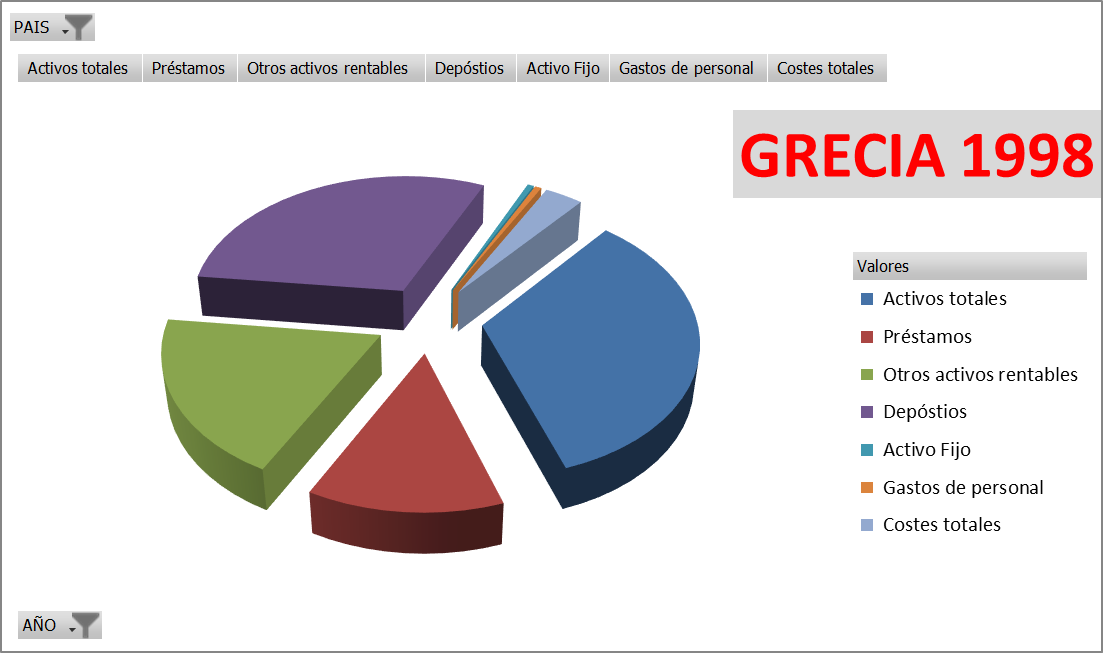 PAIS
Activos totales Préstamos Otros activos rentables Depóstios Activo Fijo Gastos de personal Costes totales
GRECIA 1998
Valores
Activos totales
Préstamos
Otros activos rentables
Depóstios
Activo Fijo
Gastos de personal
Costes totales
AÑO